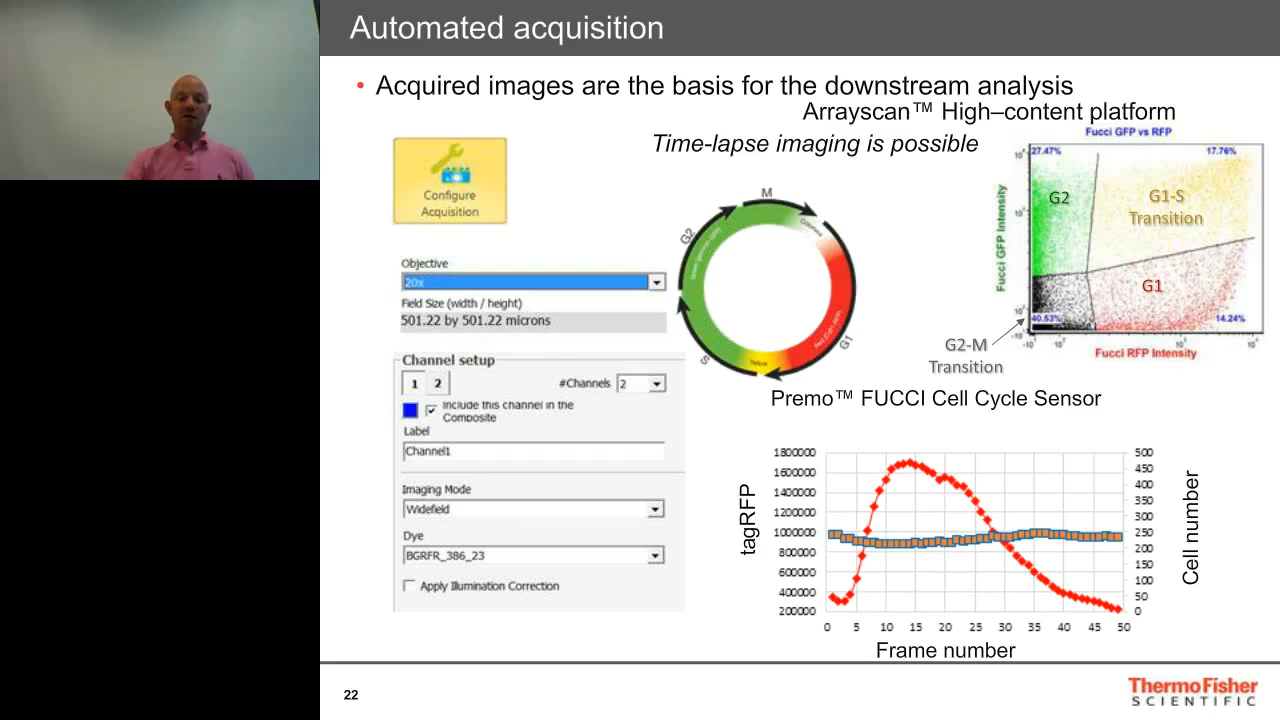 Automated acquisition
• Acquired images are the basis for the downstream analysis
Arrayscan™ High–content platform
Time-lapse imaging is possible
Configure
Acquisition
Objective
20x
Field Size (width / height)
501.22 by 501.22 microns
Channel setup
1 2
#Channels 2
Include this channel in the
Composite
Label
Channel1
Imaging Mode
Widefield
Dye
BGRFR_386_23
Apply Illumination Correction
M
G2
G1
S
Yellow
Fucci GFP vs RFP
27.47%
17.76%
G2
G1-S
Transition
G1
40.53%
14.24%
Fucci GFP Intensity
Fucci RFP Intensity
G2-M
Transition
Premo™ FUCCI Cell Cycle Sensor
tagRFP
1800000
1600000
1400000
1200000
1000000
800000
600000
400000
200000
500
450
400
350
300
250
200
150
100
50
0
Cell number
0 5 10 15 20 25 30 35 40 45 50
Frame number
22
ThermoFisher
SCIENTIFIC